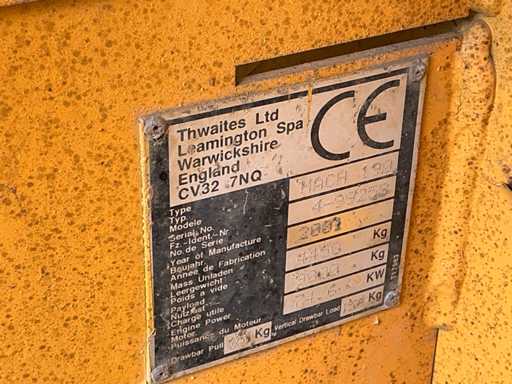 Thwaites Ltd
Leamington Spa
Warwickshire
England
CV32 7NQ
CE
Type
Typ
Modele
MACH
Serial No.
Fz.-Ident.-Nr
No. de Serie
Year of Manufacture
Baujahr
Annee de Fabrication
Mass Unladen
Leergewicht
Poids a vide
Kg
Payload
Nutzlast
Charge utile
Kg
Engine Power
Motor
Puissance du Moteur
KW
Drawbar Pull
Kg
Vertical Drawbar Load
Kg